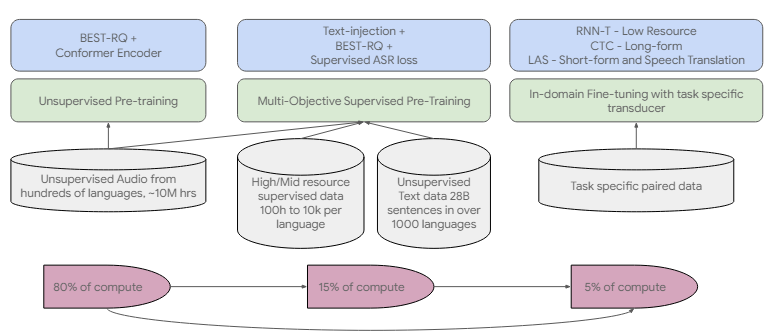 BEST-RQ +
Conformer Encoder
Text-injection +
BEST-RQ +
Supervised ASR loss
RNN-T - Low Resource
CTC - Long-form
LAS - Short-form and Speech Translation
Unsupervised Pre-training
Multi-Objective Supervised Pre-Training
In-domain Fine-tuning with task specific
transducer
Unsupervised Audio from
hundreds of languages, ~10M hrs
High/Mid resource
supervised data
100h to 10k per
language
Unsupervised
Text data 28B
sentences in over
1000 languages
Task specific paired data
80% of compute
15% of compute
5% of compute